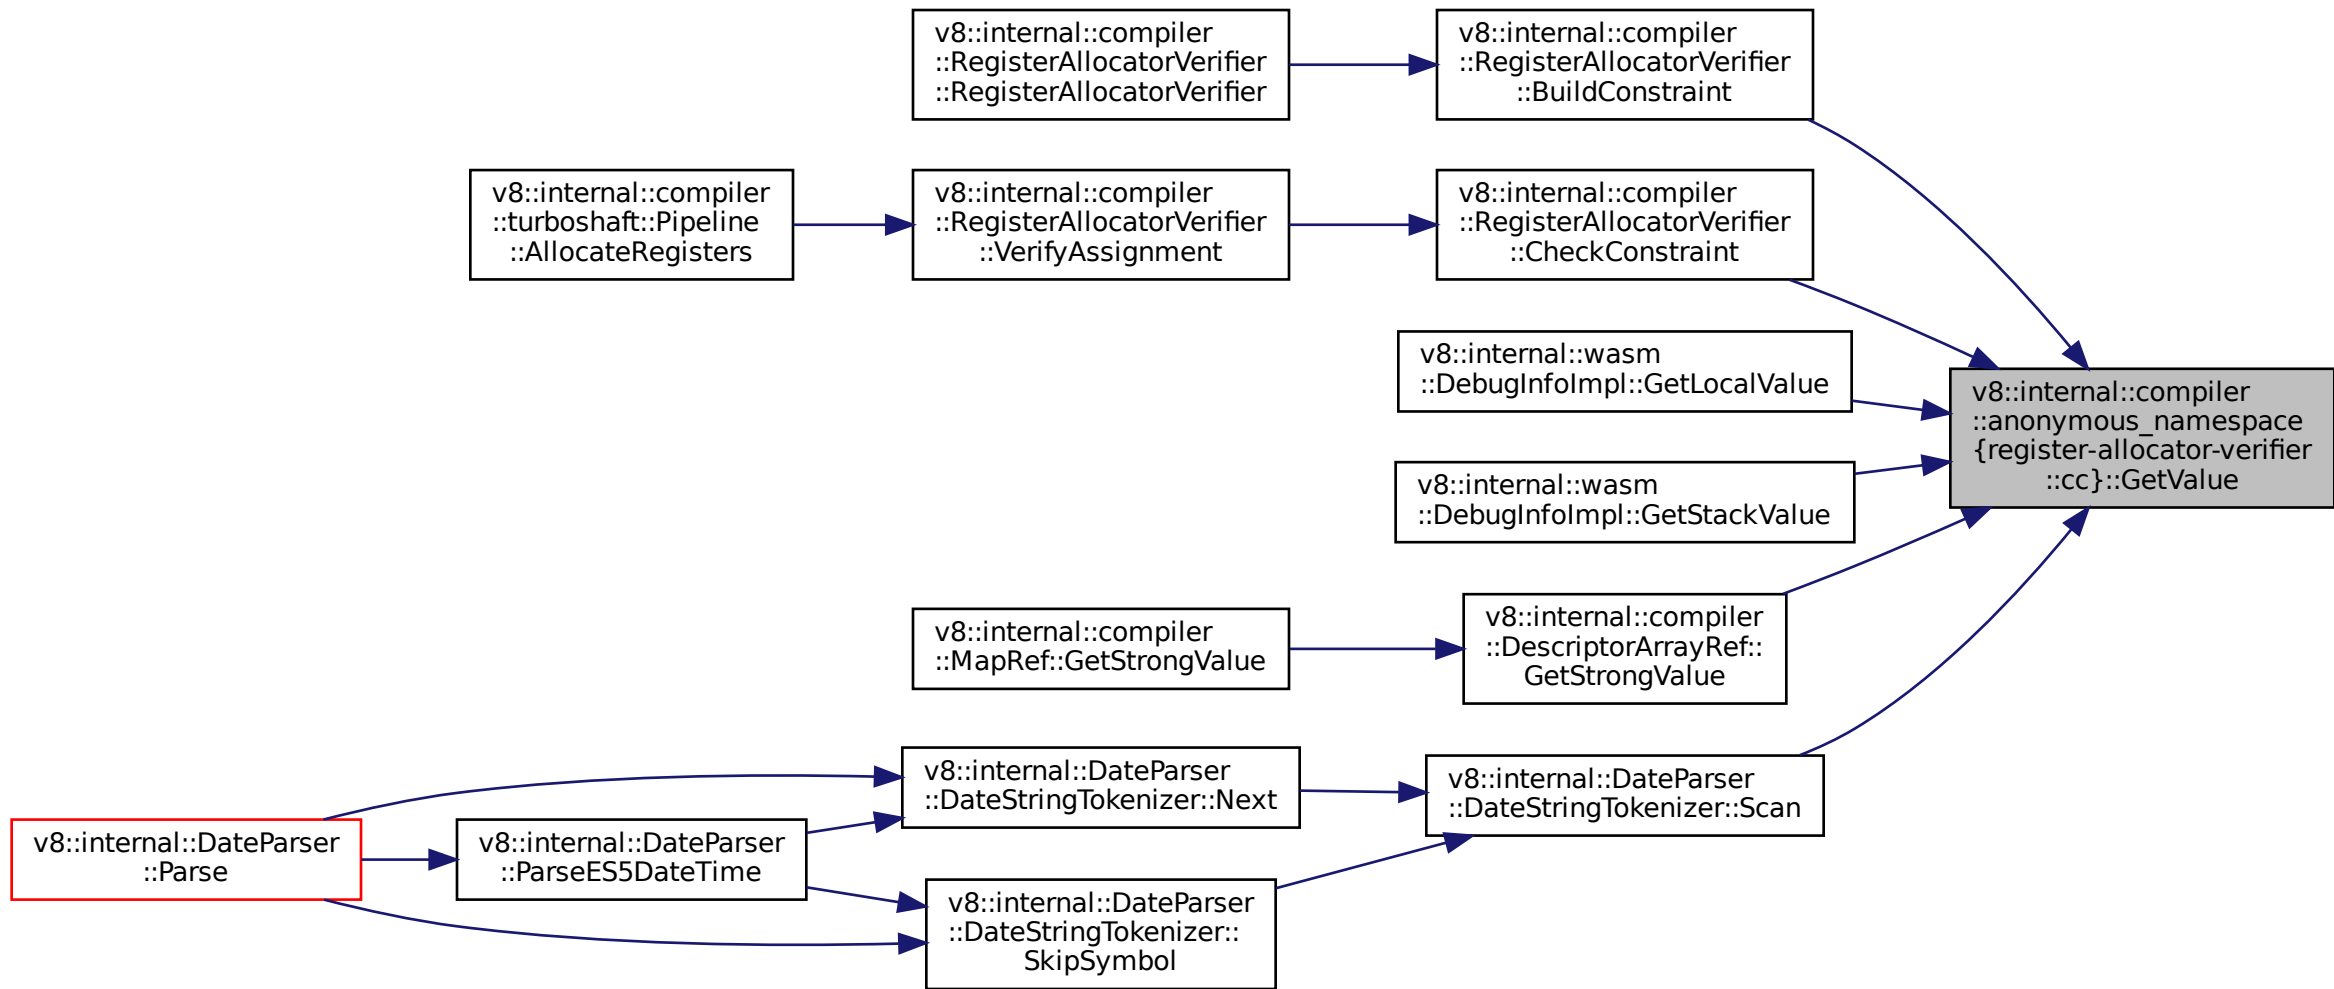 v8::internal::compiler
::RegisterAllocatorVerifier
::RegisterAllocatorVerifier
v8::internal::compiler
::RegisterAllocatorVerifier
::BuildConstraint
v8::internal::compiler
::turboshaft::Pipeline
::AllocateRegisters
v8::internal::compiler
::RegisterAllocatorVerifier
::VerifyAssignment
v8::internal::compiler
::RegisterAllocatorVerifier
::CheckConstraint
v8::internal::wasm
::DebugInfoImpl::GetLocalValue
v8::internal::compiler
::anonymous_namespace
{register-allocator-verifier
::cc}::GetValue
v8::internal::wasm
::DebugInfoImpl::GetStackValue
v8::internal::compiler
::MapRef::GetStrongValue
v8::internal::compiler
::DescriptorArrayRef::
GetStrongValue
v8::internal::DateParser
::DateStringTokenizer::Next
v8::internal::DateParser
::DateStringTokenizer::Scan
v8::internal::DateParser
::Parse
v8::internal::DateParser
::ParseES5DateTime
v8::internal::DateParser
::DateStringTokenizer::
SkipSymbol